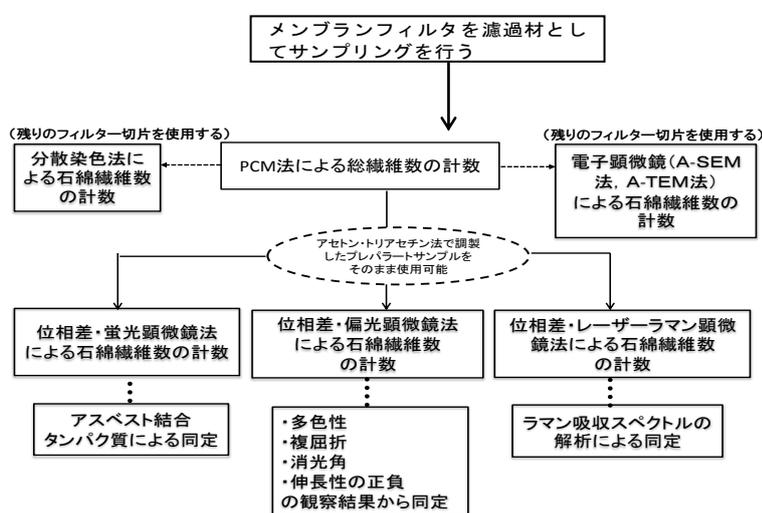 メンブランフィルタを濾過材とし
てサンプリングを行う
（残りのフィルター切片を使用する）
分散染色法に
よる石綿繊維数
の計数
PCM法による総繊維数の計数
（残りのフィルター切片を使用する）
電子顕微鏡（A-SEM
法，A-TEM法）
による石綿繊維数の
計数
アセトン・トリアセチン法で調製
したプレパラートサンプルを
そのまま使用可能
位相差・蛍光顕微鏡法
による石綿繊維数の計数
位相差・偏光顕微鏡法
による石綿繊維数
の計数
位相差・レーザーラマン顕微
鏡法による石綿繊維数
の計数
アスベスト結合
タンパク質による同定
・多色性
・複屈折
・消光角
・伸長性の正負
の観察結果から同定
ラマン吸収スペクトルの
解析による同定